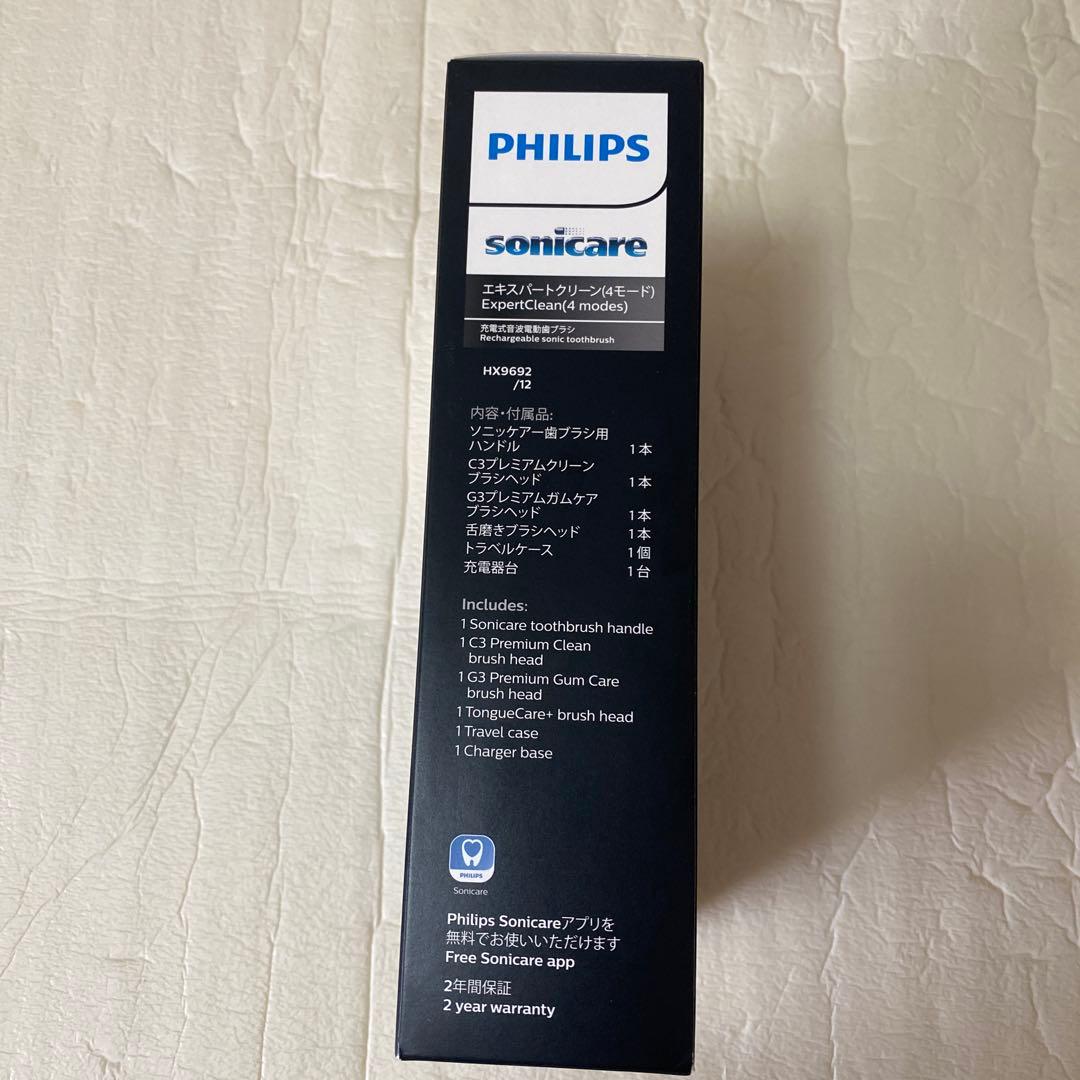 PHILIPS
sonicare
エキスパートクリーン(4モード)
ExpertClean(4 modes)
充電式音波電動歯ブラシ
Rechargeable sonic toothbrush
HX9692
/12
内容・付属品:
ソニッケアー歯ブラシ用
ハンドル 1本
C3プレミアムクリーン
ブラシヘッド 1本
G3プレミアムガムケア
ブラシヘッド 1本
舌磨きブラシヘッド 1本
トラベルケース 1個
充電器台 1台
Includes:
1 Sonicare toothbrush handle
1 C3 Premium Clean
brush head
1 G3 Premium Gum Care
brush head
1 TongueCare+ brush head
1 Travel case
1 Charger base
PHILIPS
Sonicare
Philips Sonicareアプリを
無料でお使いいただけます
Free Sonicare app
2年間保証
2 year warranty